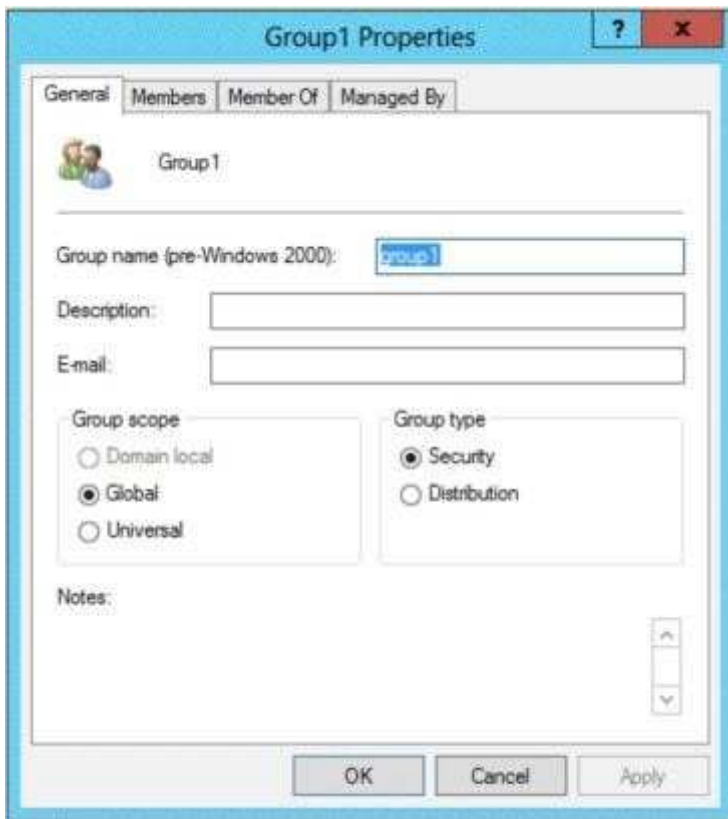 Group1 Properties
?
x
General Members Member Of Managed By
Group1
Group name (pre-Windows 2000): group1
Description:
E-mail:
Group scope
Domain local
Global
Universal
Group type
Security
Distribution
Notes:
OK Cancel Apply